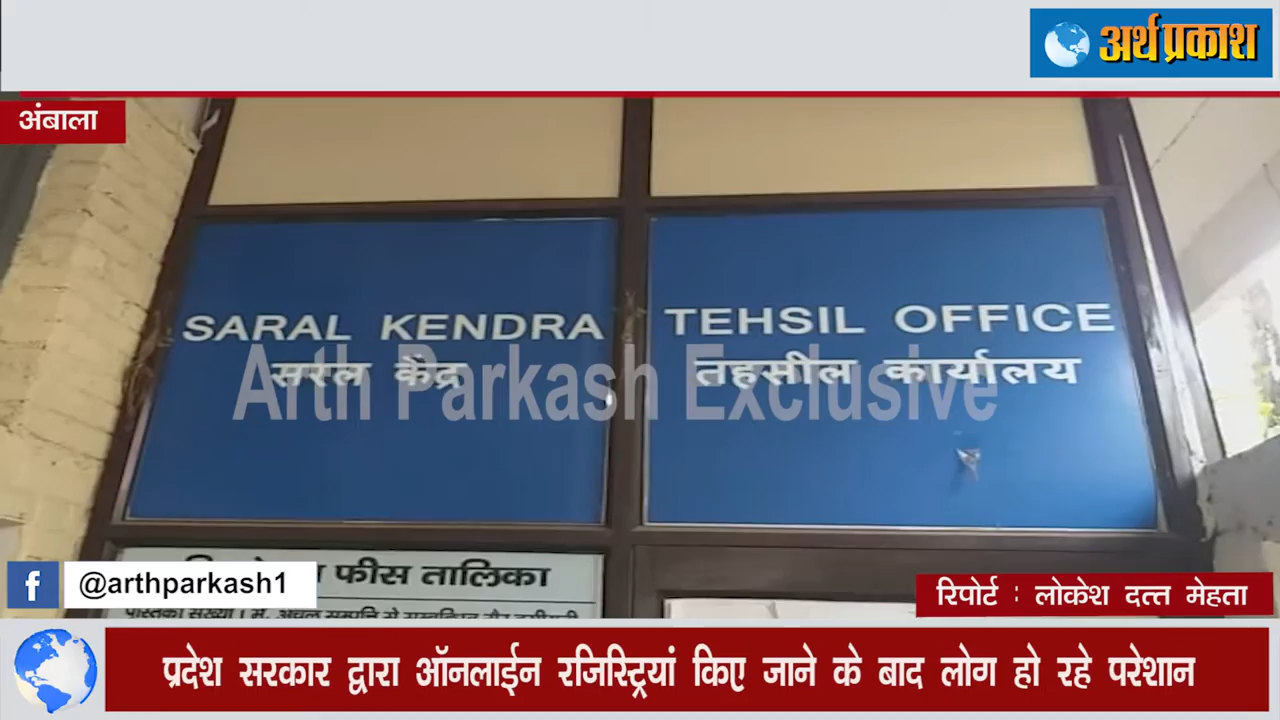 अर्थ प्रकाश
अंबाला
SARAL KENDRA
सरल केंद्र
TEHSIL OFFICE
तहसील कार्यालय
Arth Parkash Exclusive
फीस तालिका
@arthparkash1
रिपोर्ट : लोकेश दत्त मेहता
प्रदेश सरकार द्वारा ऑनलाईन रजिस्ट्रियां किए जाने के बाद लोग हो रहे परेशान